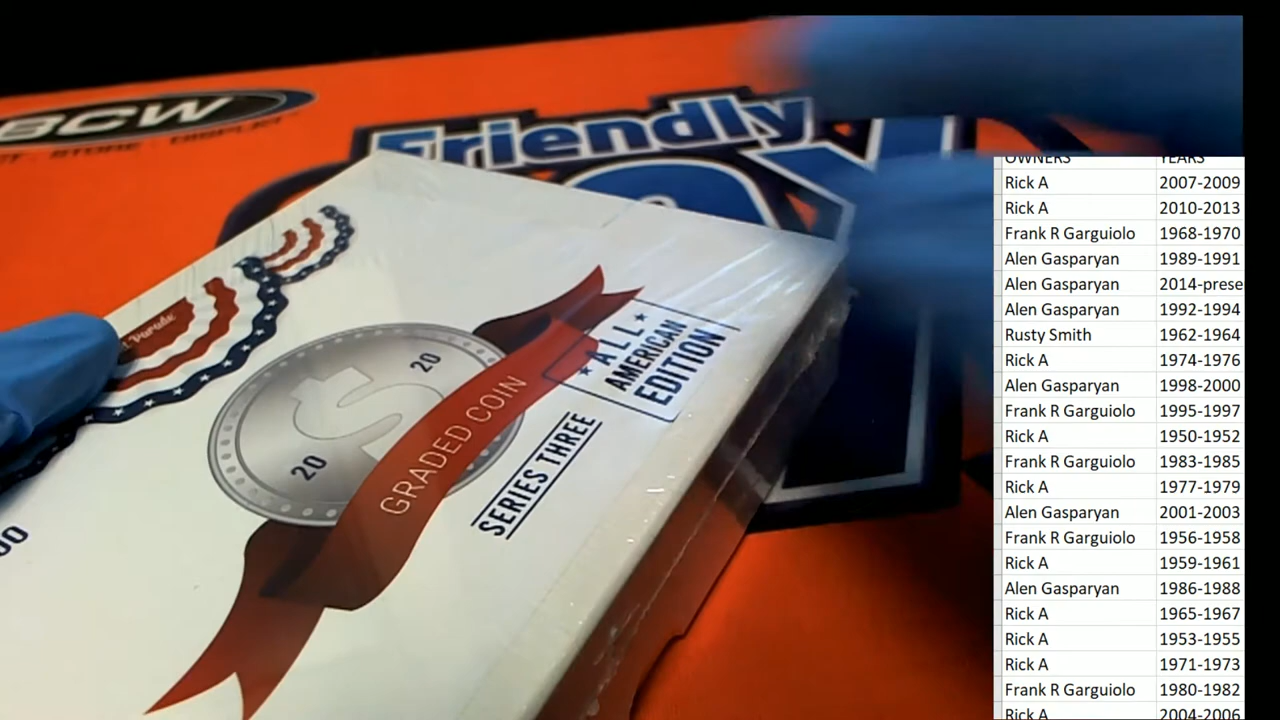 BCW
Friendly
Parade
20
20
GRADED COIN
ALL
AMERICAN
EDITION
SERIES THREE
00
OWNERS YEARS
Rick A 2007-2009
Rick A 2010-2013
Frank R Garguiolo 1968-1970
Alen Gasparyan 1989-1991
Alen Gasparyan 2014-prese
Alen Gasparyan 1992-1994
Rusty Smith 1962-1964
Rick A 1974-1976
Alen Gasparyan 1998-2000
Frank R Garguiolo 1995-1997
Rick A 1950-1952
Frank R Garguiolo 1983-1985
Rick A 1977-1979
Alen Gasparyan 2001-2003
Frank R Garguiolo 1956-1958
Rick A 1959-1961
Alen Gasparyan 1986-1988
Rick A 1965-1967
Rick A 1953-1955
Rick A 1971-1973
Frank R Garguiolo 1980-1982
Rick A 2004-2006